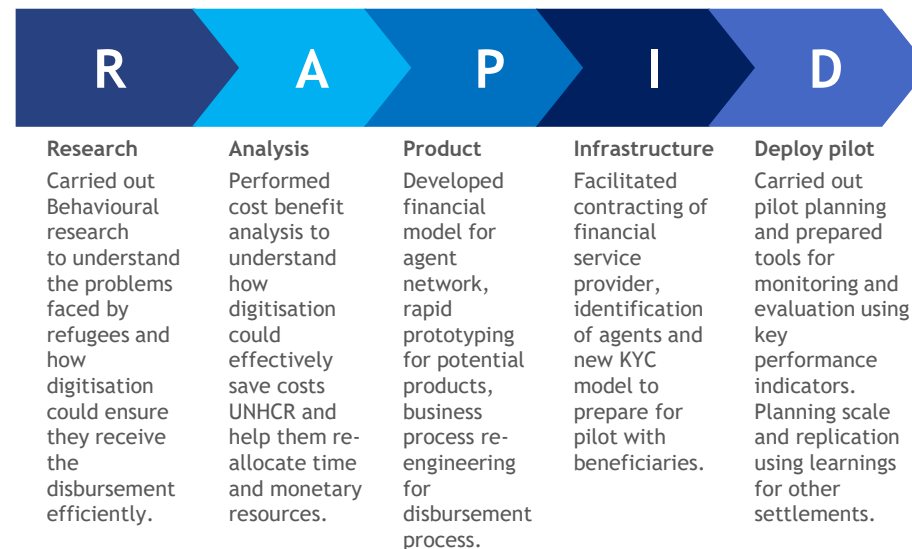 R
A
P
I
D
Research
Carried out
Behavioural
research
to understand
the problems
faced by
refugees and
how
digitisation
could ensure
they receive
the
disbursement
efficiently.
Analysis
Performed
cost benefit
analysis to
understand
how
digitisation
could
effectively
save costs
UNHCR and
help them re-
allocate time
and monetary
resources.
Product
Developed
financial
model for
agent
network,
rapid
prototyping
for potential
products,
business
process re-
engineering
for
disbursement
process.
Infrastructure
Facilitated
contracting of
financial
service
provider,
identification
of agents and
new KYC
model to
prepare for
pilot with
beneficiaries.
Deploy pilot
Carried out
pilot planning
and prepared
tools for
monitoring and
evaluation using
key
performance
indicators.
Planning scale
and replication
using learnings
for other
settlements.